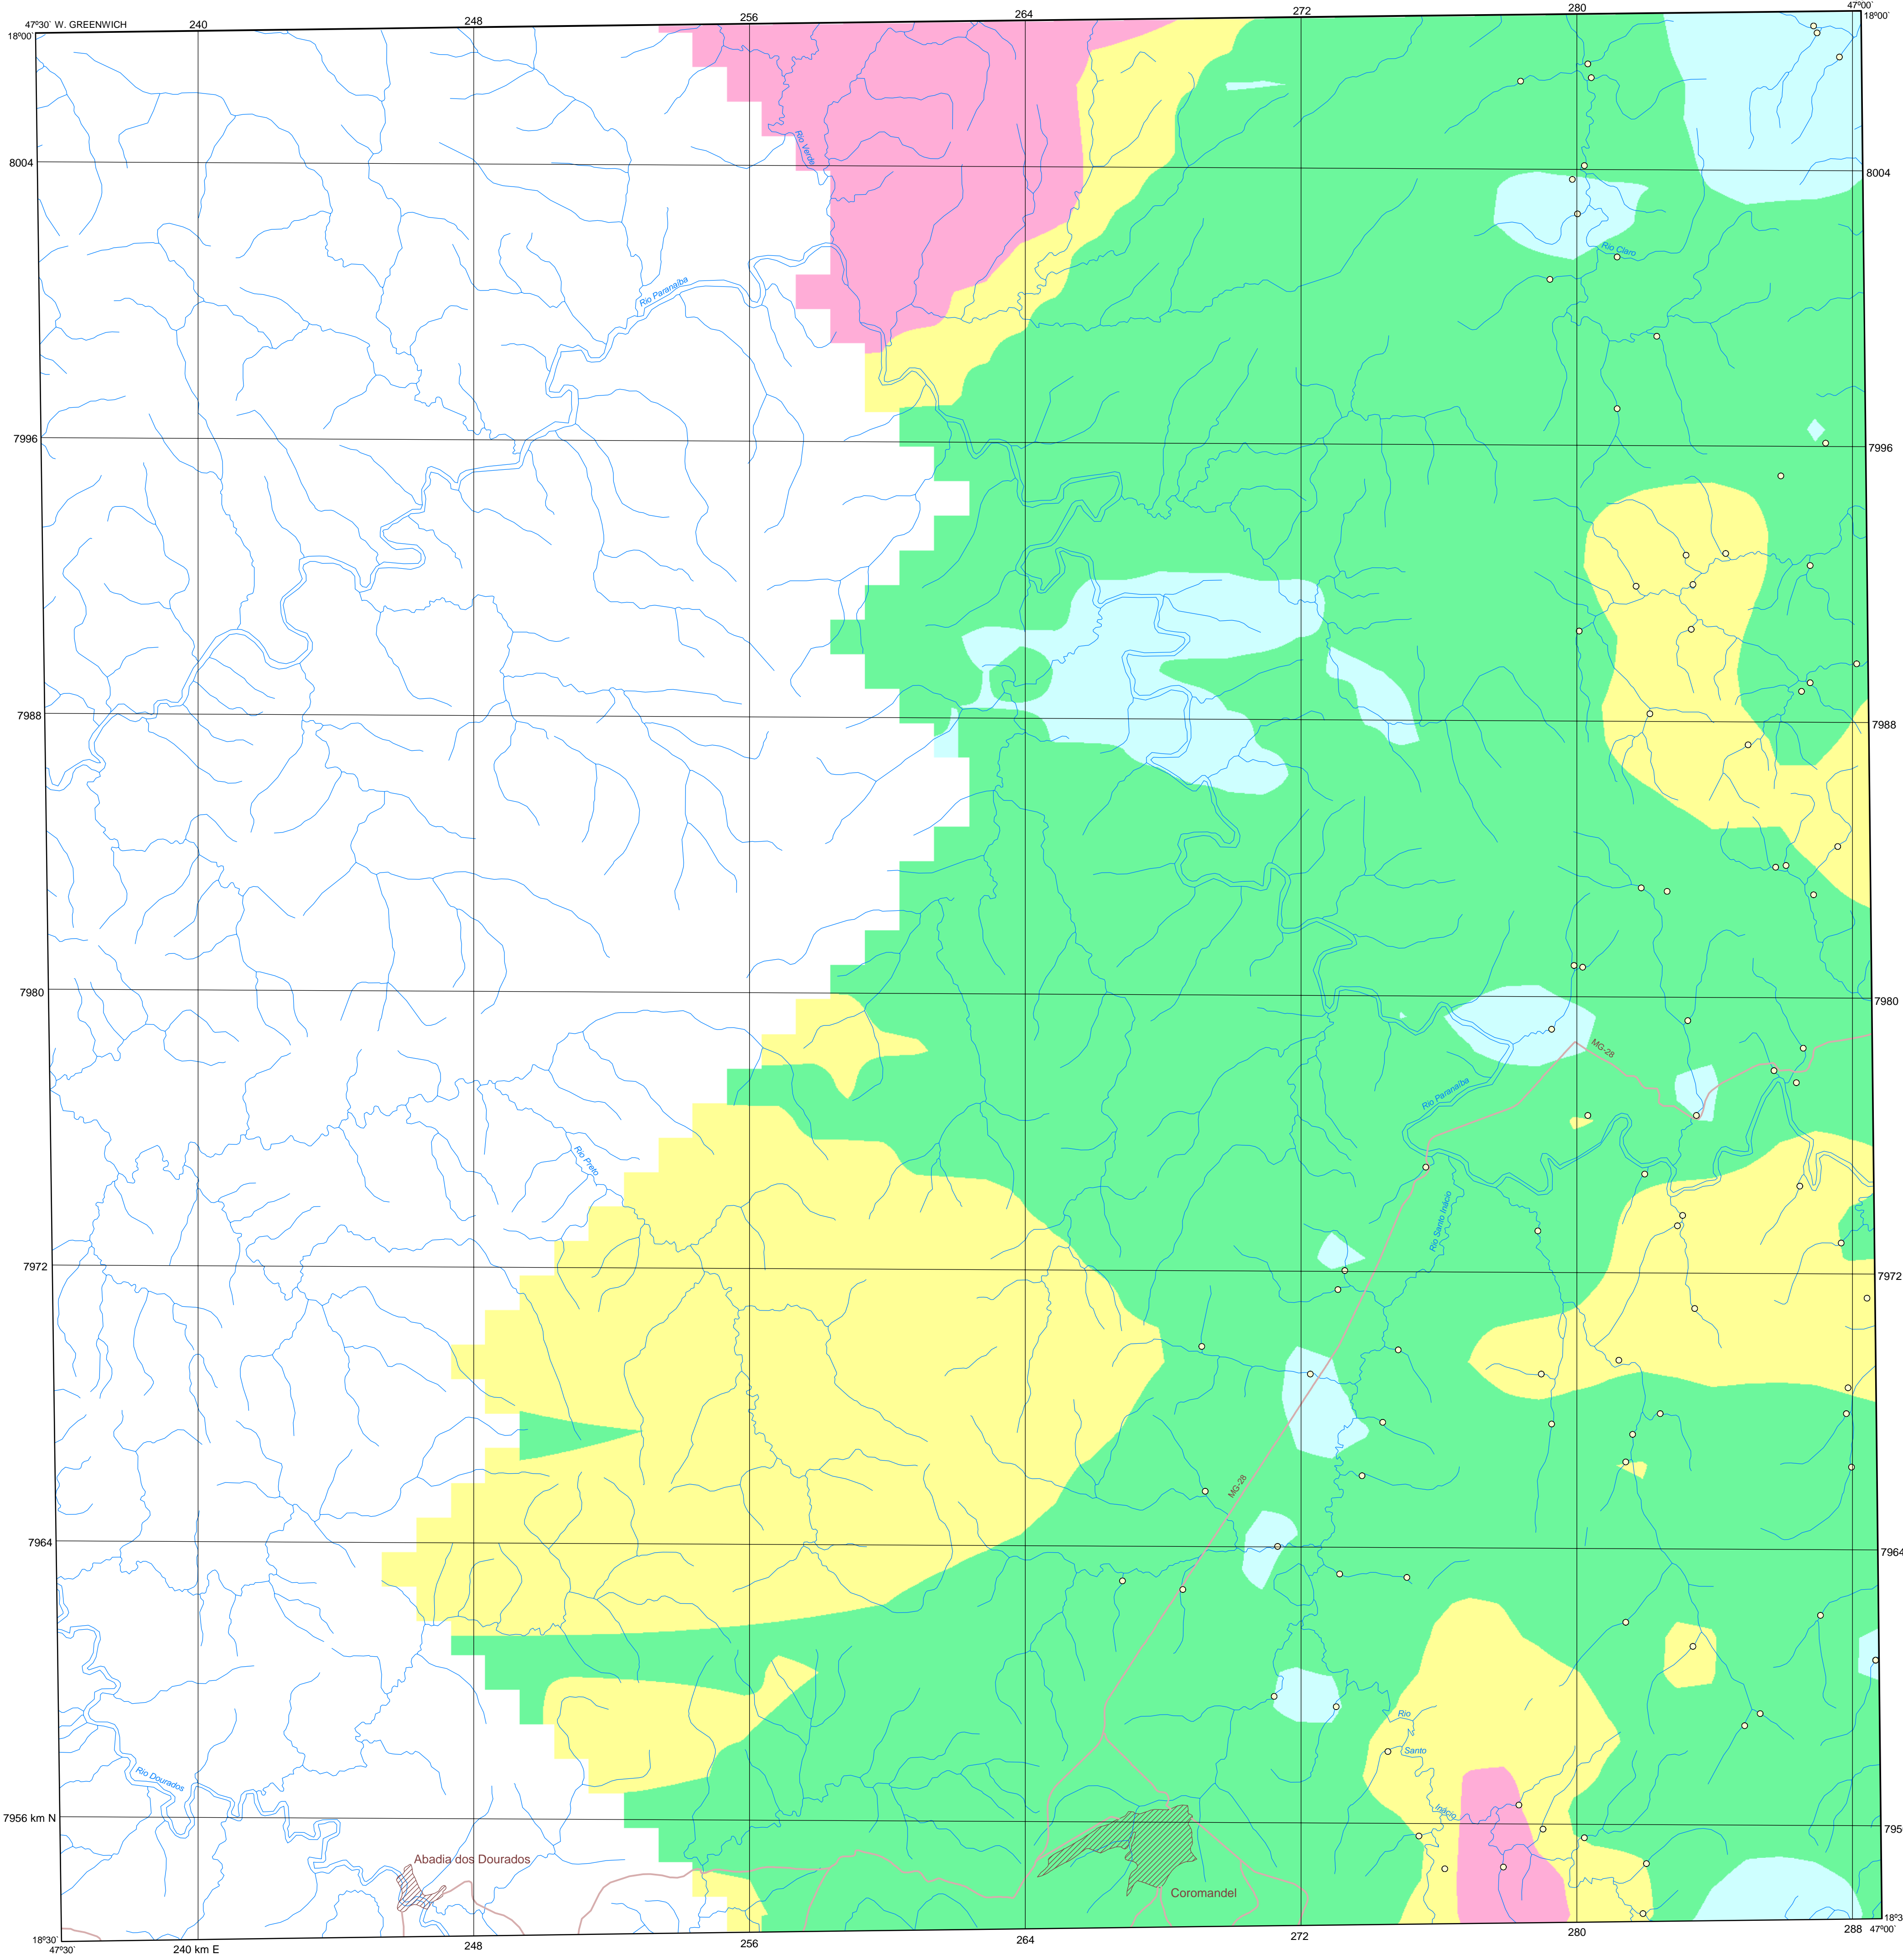 47º30` W. GREENWICH
240
248
256
264
272
280
47º00`
18º00`
18º00`
Rio Verde
8004
8004
Rio Claro
Rio Paranaíba
7996
7996
7988
7988
7980
7980
MG-28
Rio Paranaíba
Rio Preto
Rio Santo Inácio
7972
7972
MG-28
7964
7964
Rio
Santo
Rio Dourados
Inácio
7956 km N
795
Abadia dos Dourados
Coromandel
18º30`
18º3
47º30`
240 km E
248
256
264
272
280
288
47º00`